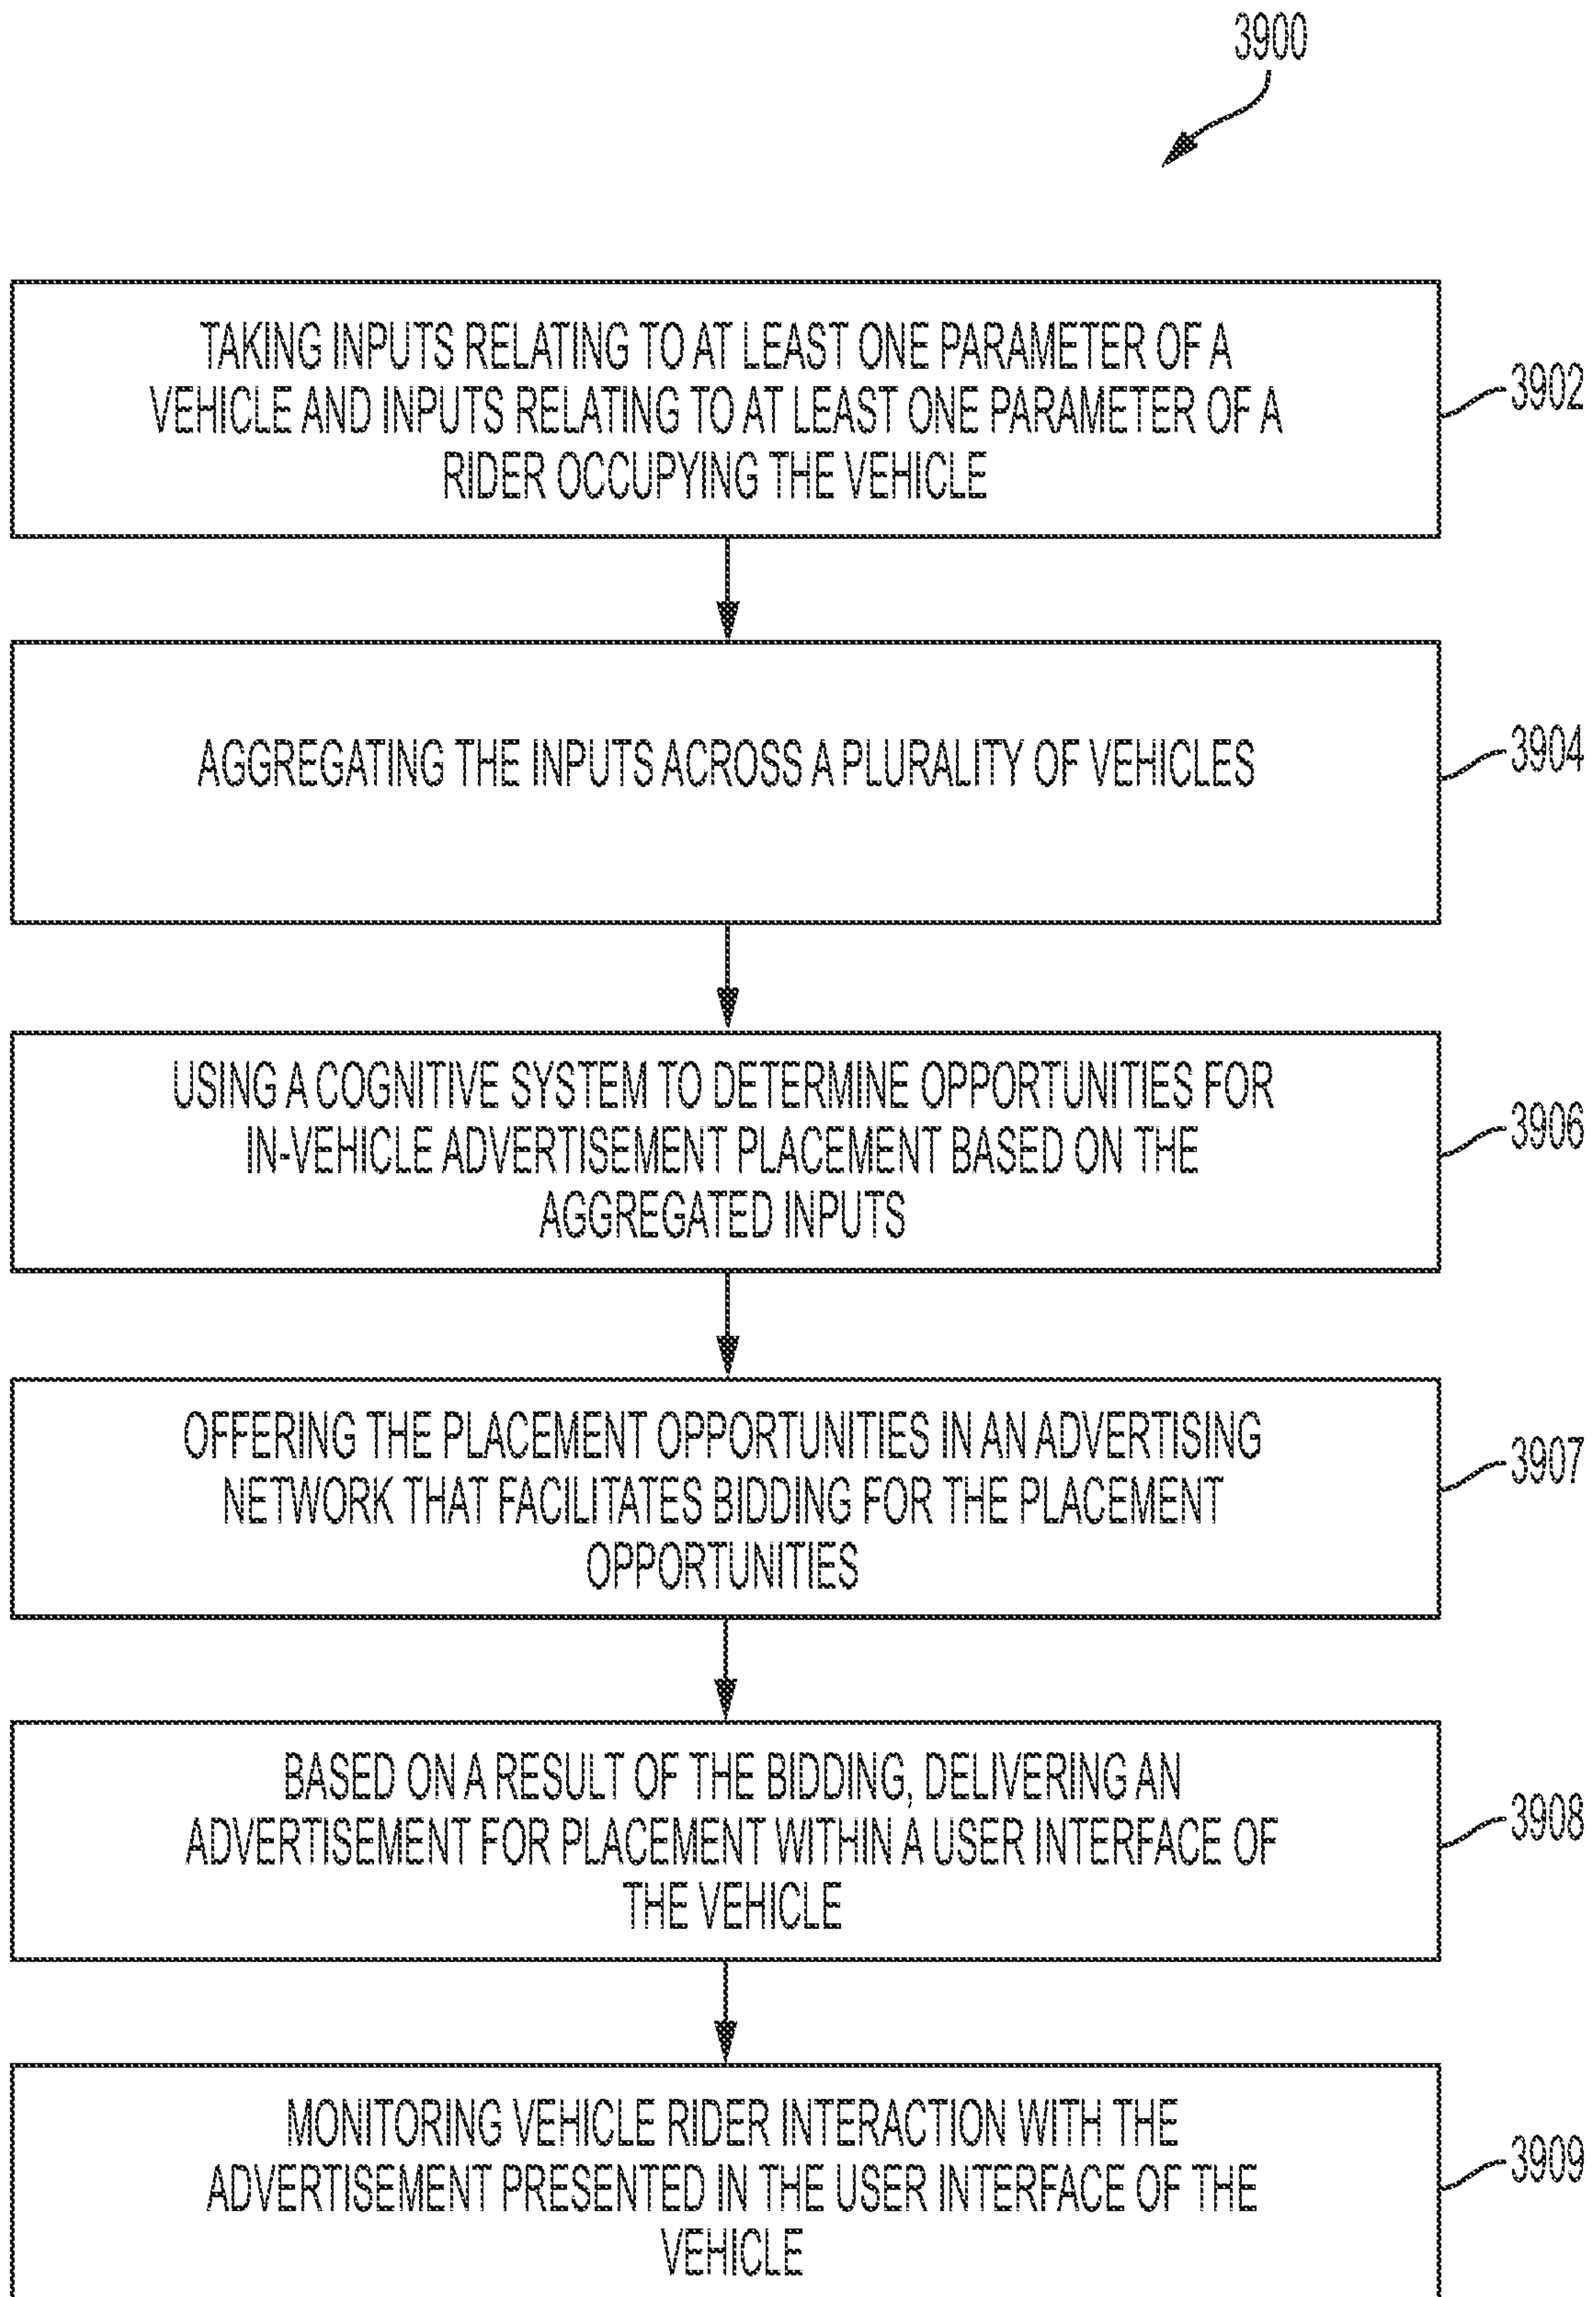 3900
TAKING INPUTS RELATING TO AT LEAST ONE PARAMETER OF A
VEHICLE AND INPUTS RELATING TO AT LEAST ONE PARAMETER OF A
RIDER OCCUPYING THE VEHICLE
3902
AGGREGATING THE INPUTS ACROSS A PLURALITY OF VEHICLES
3904
USING A COGNITIVE SYSTEM TO DETERMINE OPPORTUNITIES FOR
IN-VEHICLE ADVERTISEMENT PLACEMENT BASED ON THE
AGGREGATED INPUTS
3906
OFFERING THE PLACEMENT OPPORTUNITIES IN AN ADVERTISING
NETWORK THAT FACILITATES BIDDING FOR THE PLACEMENT
OPPORTUNITIES
3907
BASED ON A RESULT OF THE BIDDING, DELIVERING AN
ADVERTISEMENT FOR PLACEMENT WITHIN A USER INTERFACE OF
THE VEHICLE
3908
MONITORING VEHICLE RIDER INTERACTION WITH THE
ADVERTISEMENT PRESENTED IN THE USER INTERFACE OF THE
VEHICLE
3909